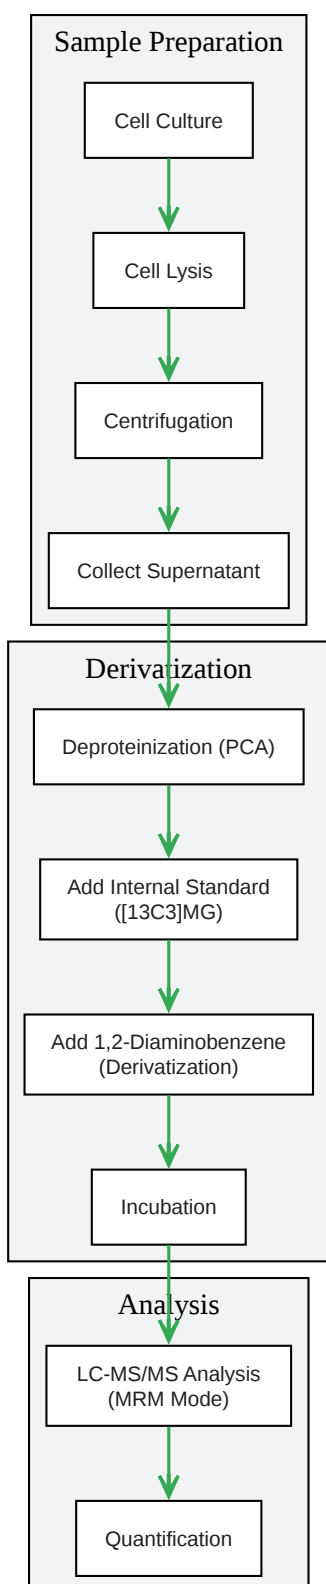 Sample Preparation
Cell Culture
Cell Lysis
Centrifugation
Collect Supernatant
Derivatization
Deproteinization (PCA)
Add Internal Standard
([13C3]MG)
Add 1,2-Diaminobenzene
(Derivatization)
Incubation
Analysis
LC-MS/MS Analysis
(MRM Mode)
Quantification